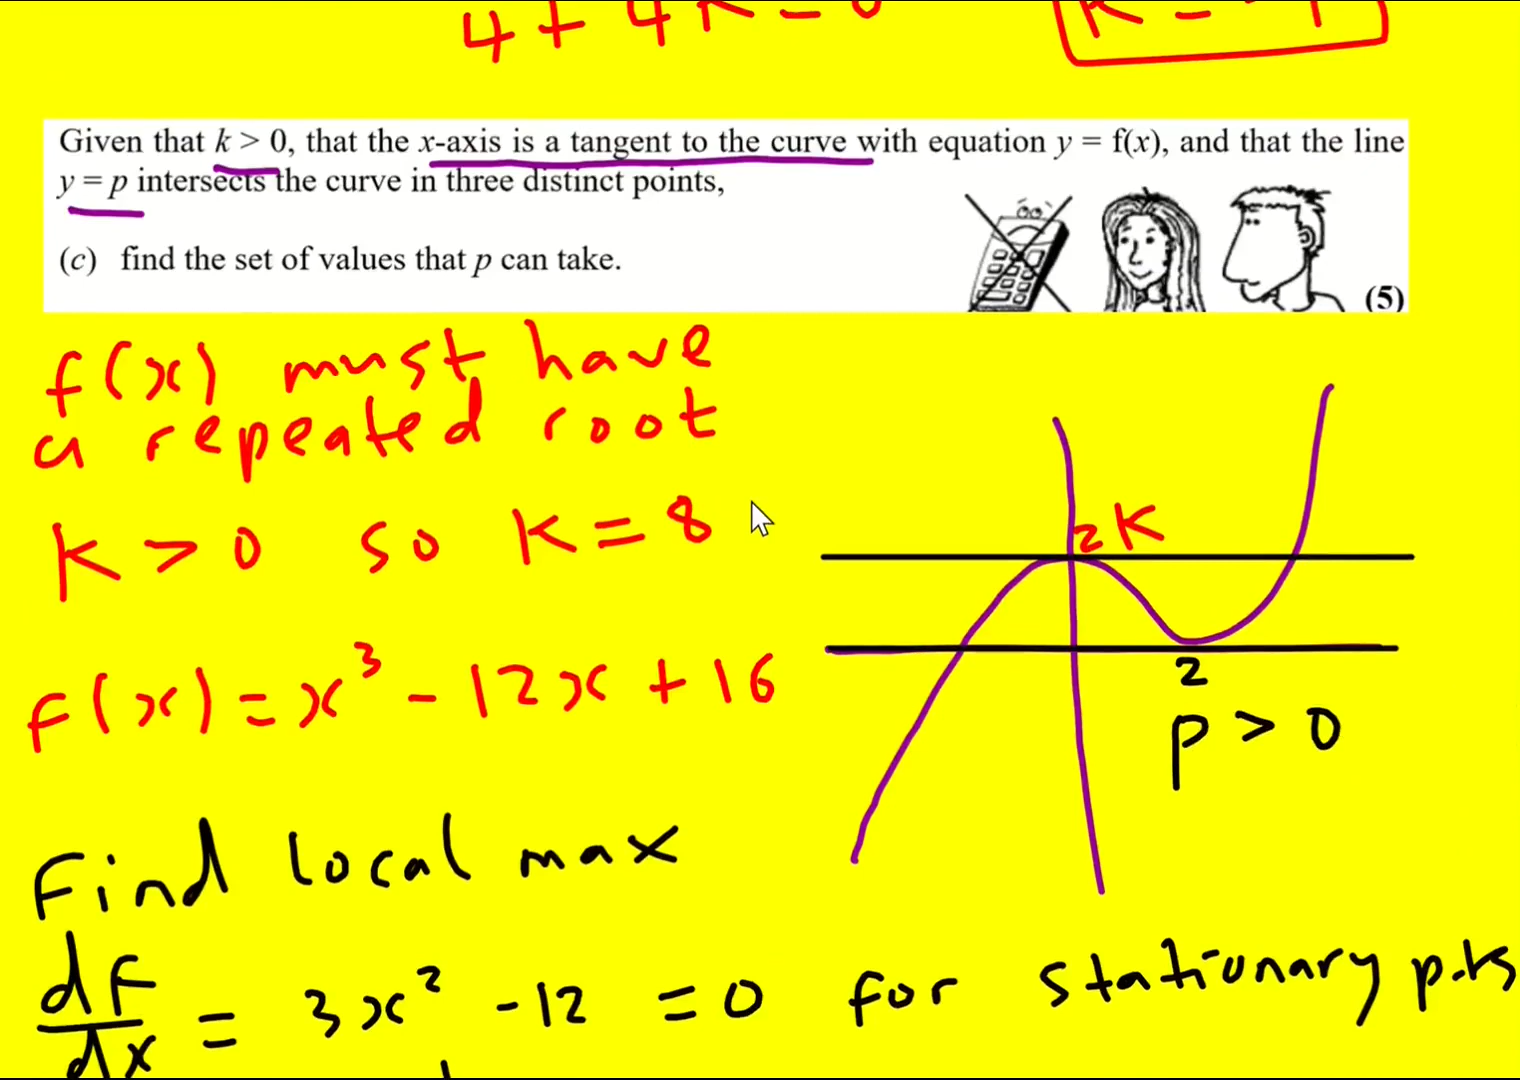 4 + 4k = 0
Given that k > 0, that the x-axis is a tangent to the curve with equation y = f(x), and that the line
y = p intersects the curve in three distinct points,
(c) find the set of values that p can take.
(5)
f(x) must have
a repeated root
k > 0 so k = 8
2k
f(x) = x³ - 12x + 16
2
p > 0
Find local max
df/dx = 3x² - 12 = 0 for stationary pts